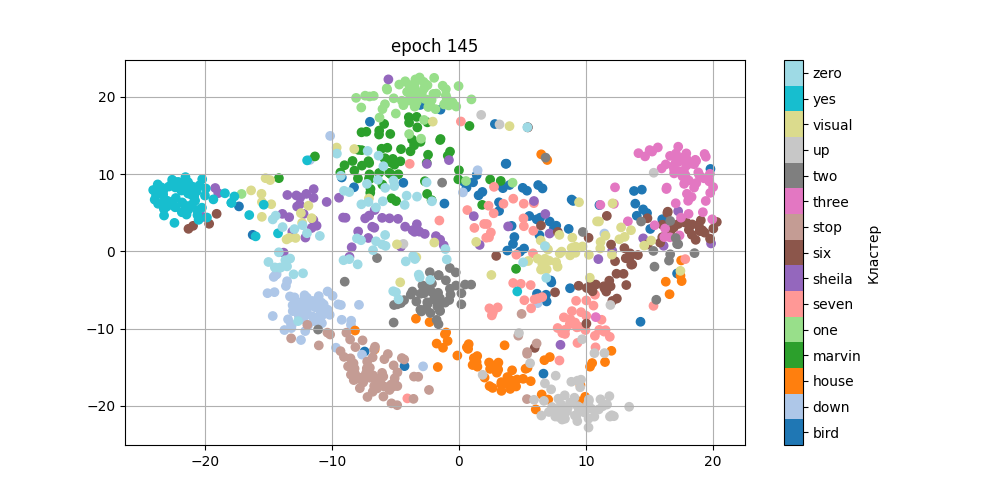 epoch 145
20
10
0
−10
−20
−20
−10
0
10
20
zero
yes
visual
up
two
three
stop
six
sheila
seven
one
marvin
house
down
bird
Кластер